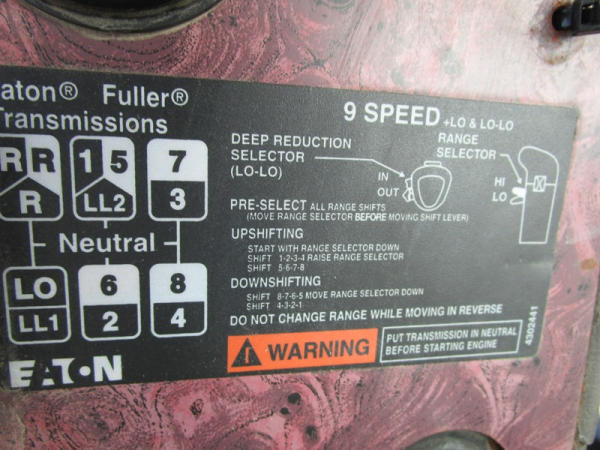 aton® Fuller®
Transmissions
R R 1 5 7
R LL2 3
Neutral
LO 6 8
LL1 2 4
EATON
9 SPEED +LO & LO-LO
DEEP REDUCTION
SELECTOR
(LO-LO)
IN
OUT
RANGE
SELECTOR
HI
LO
PRE-SELECT ALL RANGE SHIFTS
(MOVE RANGE SELECTOR BEFORE MOVING SHIFT LEVER)
UPSHIFTING
START WITH RANGE SELECTOR DOWN
SHIFT 1-2-3-4 RAISE RANGE SELECTOR
SHIFT 5-6-7-8
DOWNSHIFTING
SHIFT 8-7-6-5 MOVE RANGE SELECTOR DOWN
SHIFT 4-3-2-1
DO NOT CHANGE RANGE WHILE MOVING IN REVERSE
! WARNING
PUT TRANSMISSION IN NEUTRAL
BEFORE STARTING ENGINE
4302441